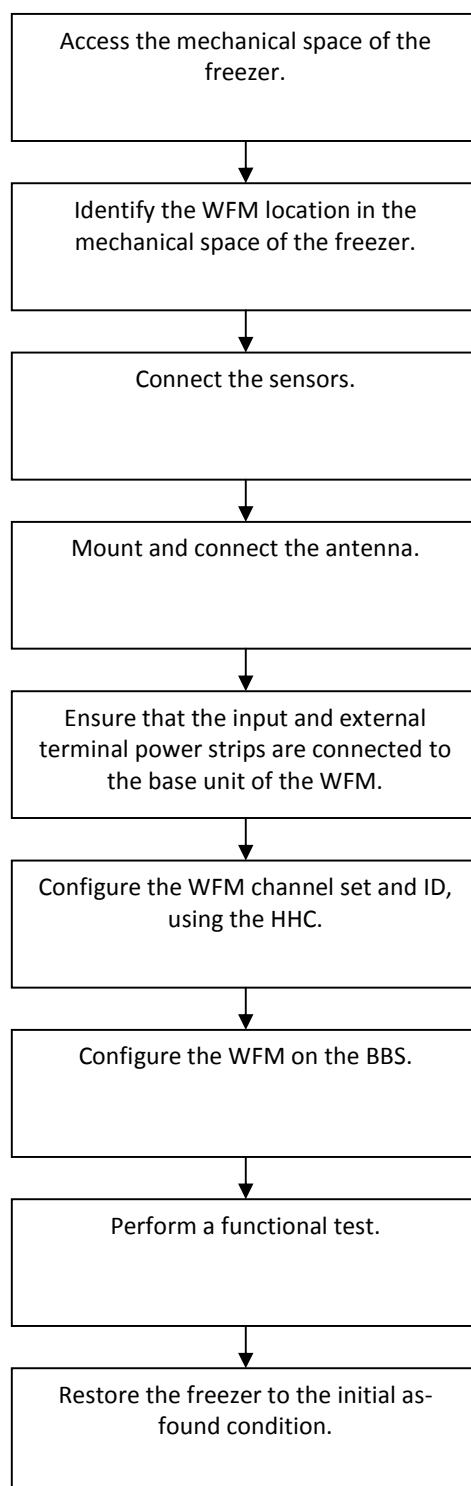 Access the mechanical space of the
freezer.
Identify the WFM location in the
mechanical space of the freezer.
Connect the sensors.
Mount and connect the antenna.
Ensure that the input and external
terminal power strips are connected to
the base unit of the WFM.
Configure the WFM channel set and ID,
using the HHC.
Configure the WFM on the BBS.
Perform a functional test.
Restore the freezer to the initial as-
found condition.